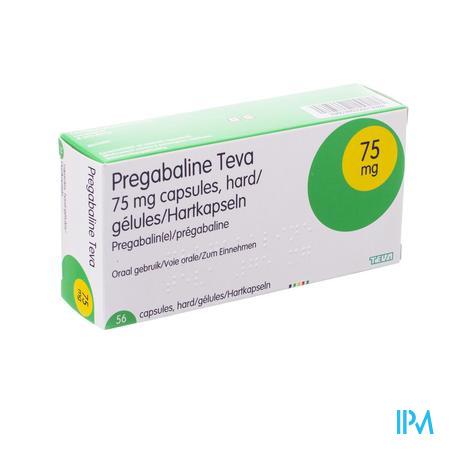 Pregabaline Teva
75 mg capsules, hard/
gélules/Hartkapseln
Pregabalin(e)/prégabaline
Oraal gebruik/Voie orale/Zum Einnehmen
56 capsules, hard/gélules/Hartkapseln
75
mg
TEVA
Pregabaline Teva
75
mg
IPM